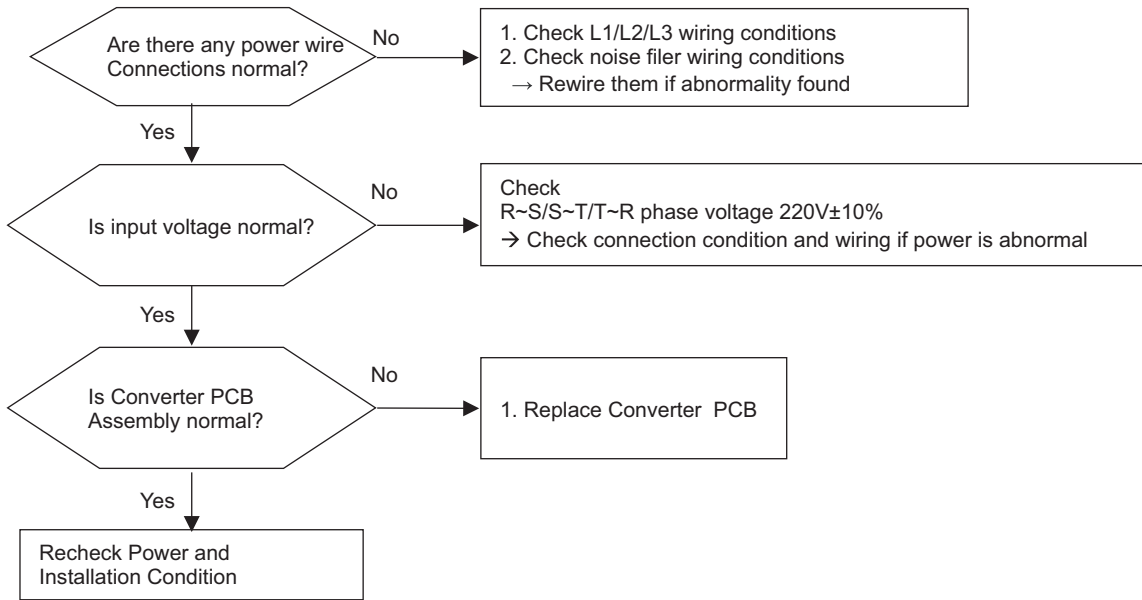 Are there any power wire
Connections normal?
No
1. Check L1/L2/L3 wiring conditions
2. Check noise filer wiring conditions
→ Rewire them if abnormality found
Yes
Is input voltage normal?
No
Check
R~S/S~T/T~R phase voltage 220V±10%
→ Check connection condition and wiring if power is abnormal
Yes
Is Converter PCB
Assembly normal?
No
1. Replace Converter PCB
Yes
Recheck Power and
Installation Condition